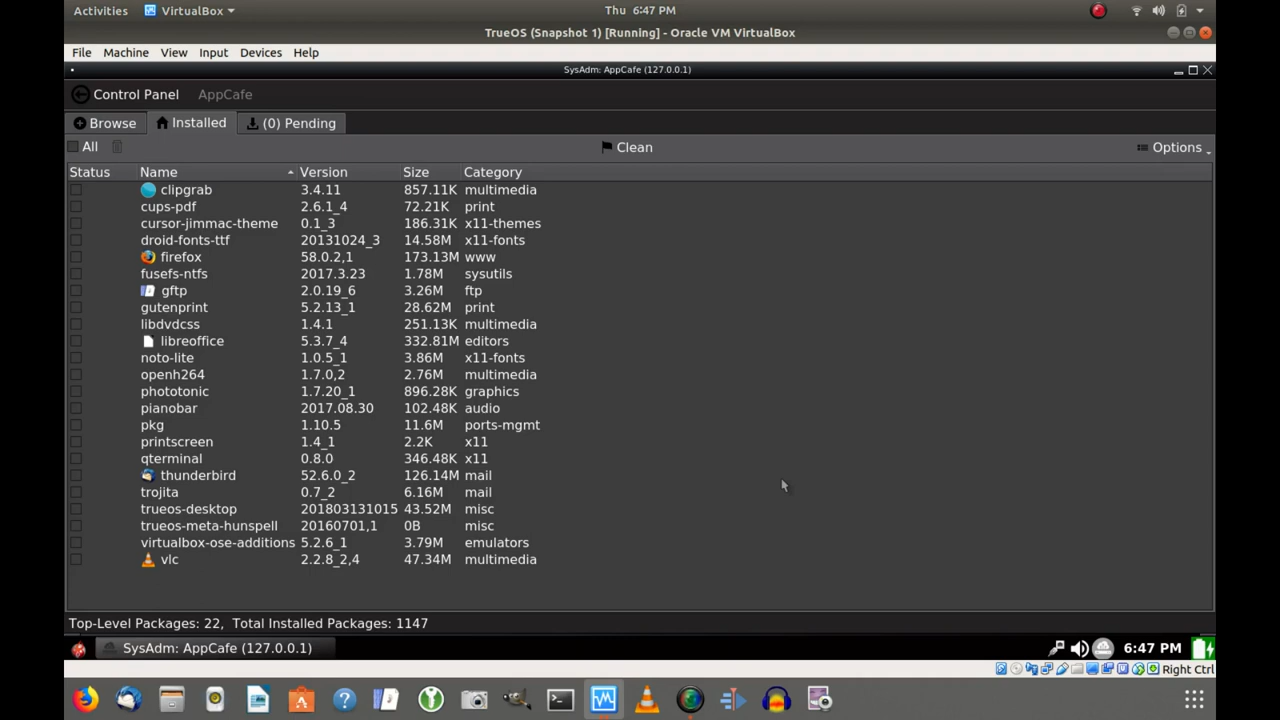 Activities VirtualBox Thu 6:47 PM
TrueOS (Snapshot 1) [Running] - Oracle VM VirtualBox
File Machine View Input Devices Help
SysAdm: AppCafe (127.0.0.1)
Control Panel AppCafe
Browse Installed (0) Pending
All Clean Options
Status Name Version Size Category
clipgrab 3.4.11 857.11K multimedia
cups-pdf 2.6.1_4 72.21K print
cursor-jimmac-theme 0.1_3 186.31K x11-themes
droid-fonts-ttf 20131024_3 14.58M x11-fonts
firefox 58.0.2,1 173.13M www
fusefs-ntfs 2017.3.23 1.78M sysutils
gftp 2.0.19_6 3.26M ftp
gutenprint 5.2.13_1 28.62M print
libdvdcss 1.4.1 251.13K multimedia
libreoffice 5.3.7_4 332.81M editors
noto-lite 1.0.5_1 3.86M x11-fonts
openh264 1.7.0,2 2.76M multimedia
phototonic 1.7.20_1 896.28K graphics
pianobar 2017.08.30 102.48K audio
pkg 1.10.5 11.6M ports-mgmt
printscreen 1.4_1 2.2K x11
qterminal 0.8.0 346.48K x11
thunderbird 52.6.0_2 126.14M mail
trojita 0.7_2 6.16M mail
trueos-desktop 201803131015 43.52M misc
trueos-meta-hunspell 20160701,1 0B misc
virtualbox-ose-additions 5.2.6_1 3.79M emulators
vlc 2.2.8_2,4 47.34M multimedia
Top-Level Packages: 22, Total Installed Packages: 1147
SysAdm: AppCafe (127.0.0.1) 6:47 PM
Right Ctrl